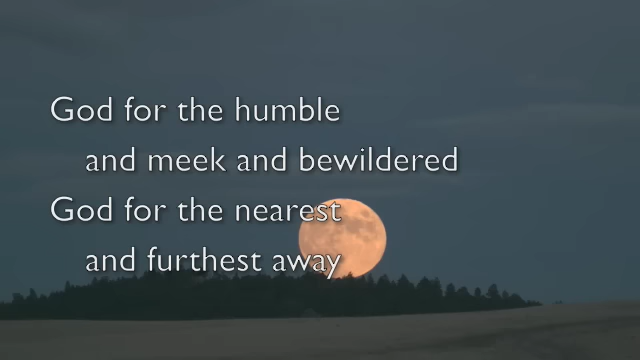 God for the humble
and meek and bewildered
God for the nearest
and furthest away